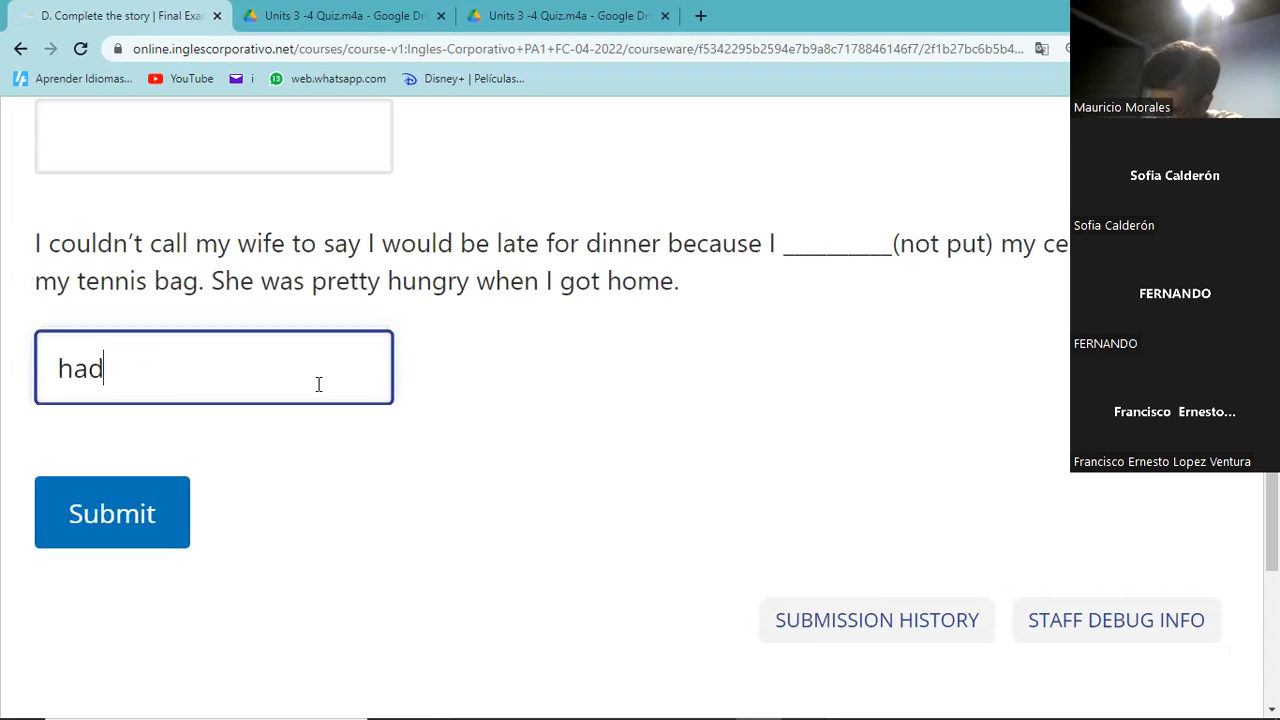 D. Complete the story | Final Exa
Units 3 -4 Quiz.m4a - Google Dri
Units 3 -4 Quiz.m4a - Google Dri
online.inglescorporativo.net/courses/course-v1:Ingles-Corporativo+PA1+FC-04-2022/courseware/f5342295b2594e7b9a8c7178846146f7/2f1b27bc6b5b4...
Aprender Idiomas...
YouTube
i
13
web.whatsapp.com
Disney+ | Películas,...
Mauricio Morales
Sofia Calderón
Sofia Calderón
FERNANDO
FERNANDO
Francisco Ernesto...
Francisco Ernesto Lopez Ventura
I couldn’t call my wife to say I would be late for dinner because I __________(not put) my ce
my tennis bag. She was pretty hungry when I got home.
had
Submit
SUBMISSION HISTORY
STAFF DEBUG INFO